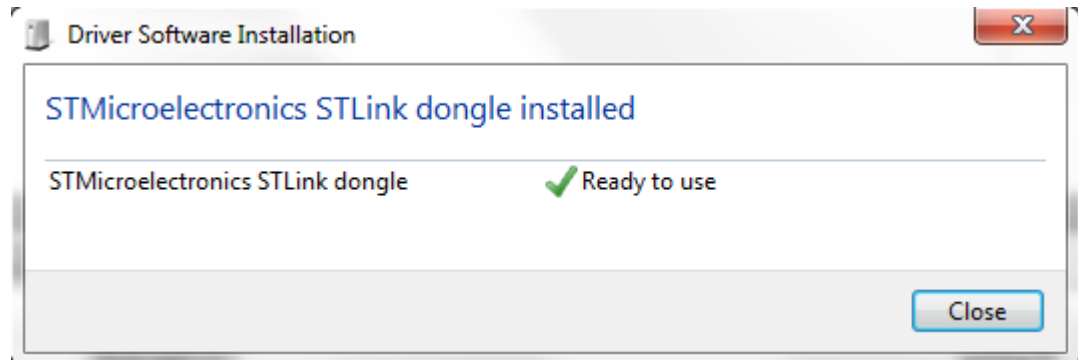 Driver Software Installation
STMicroelectronics STLink dongle installed
STMicroelectronics STLink dongle Ready to use
Close